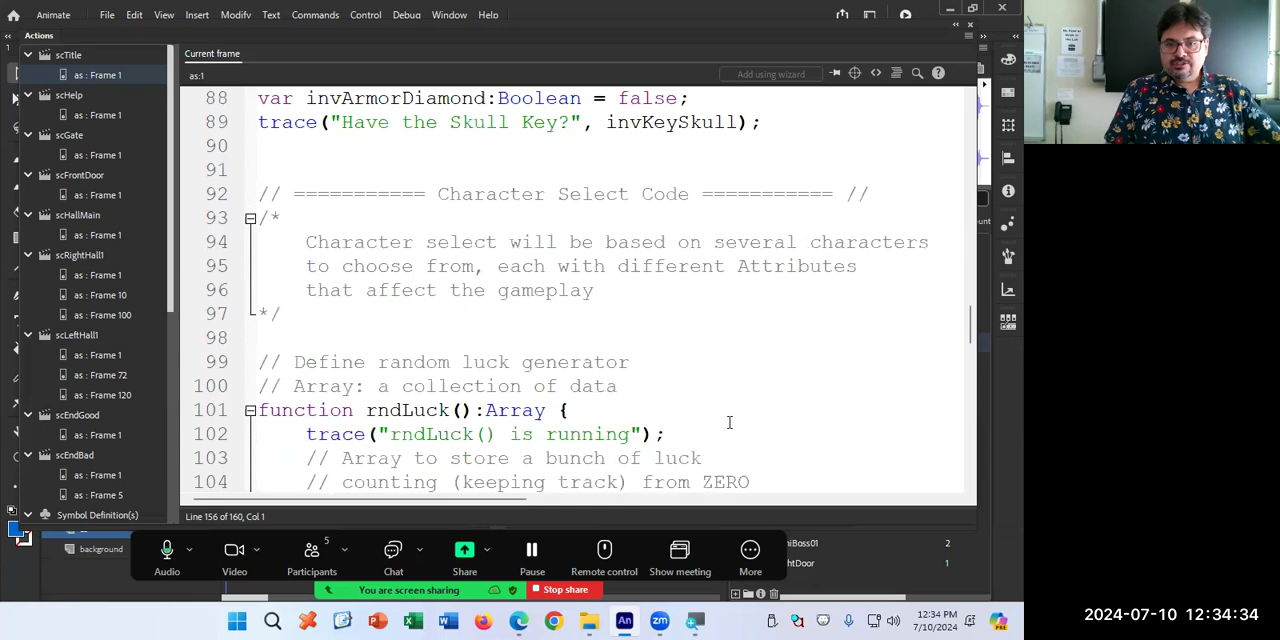 Animate File Edit View Insert Modify Text Commands Control Debug Window Help
Actions
scTitle
as : Frame 1
scHelp
as : Frame 1
scGate
as : Frame 1
scFrontDoor
as : Frame 1
scHallMain
as : Frame 1
scRightHall1
as : Frame 1
as : Frame 10
as : Frame 100
scLeftHall1
as : Frame 1
as : Frame 72
as : Frame 120
scEndGood
as : Frame 1
scEndBad
as : Frame 1
as : Frame 5
Symbol Definition(s)
background
Current frame
as:1
Add using wizard
88 var invArmorDiamond:Boolean = false;
89 trace("Have the Skull Key?", invKeySkull);
90
91
92 // =========== Character Select Code =========== //
93 /*
94 Character select will be based on several characters
95 to choose from, each with different Attributes
96 that affect the gameplay
97 */
98
99 // Define random luck generator
100 // Array: a collection of data
101 function rndLuck():Array {
102 trace("rndLuck() is running");
103 // Array to store a bunch of luck
104 // counting (keeping track) from ZERO
Line 156 of 160, Col 1
niBoss01 2
htDoor 1
Audio
Video
5
Participants
Chat
Share
Pause
Remote control
Show meeting
More
You are screen sharing
Stop share
12:34 PM
7/10/2024
2024-07-10 12:34:34